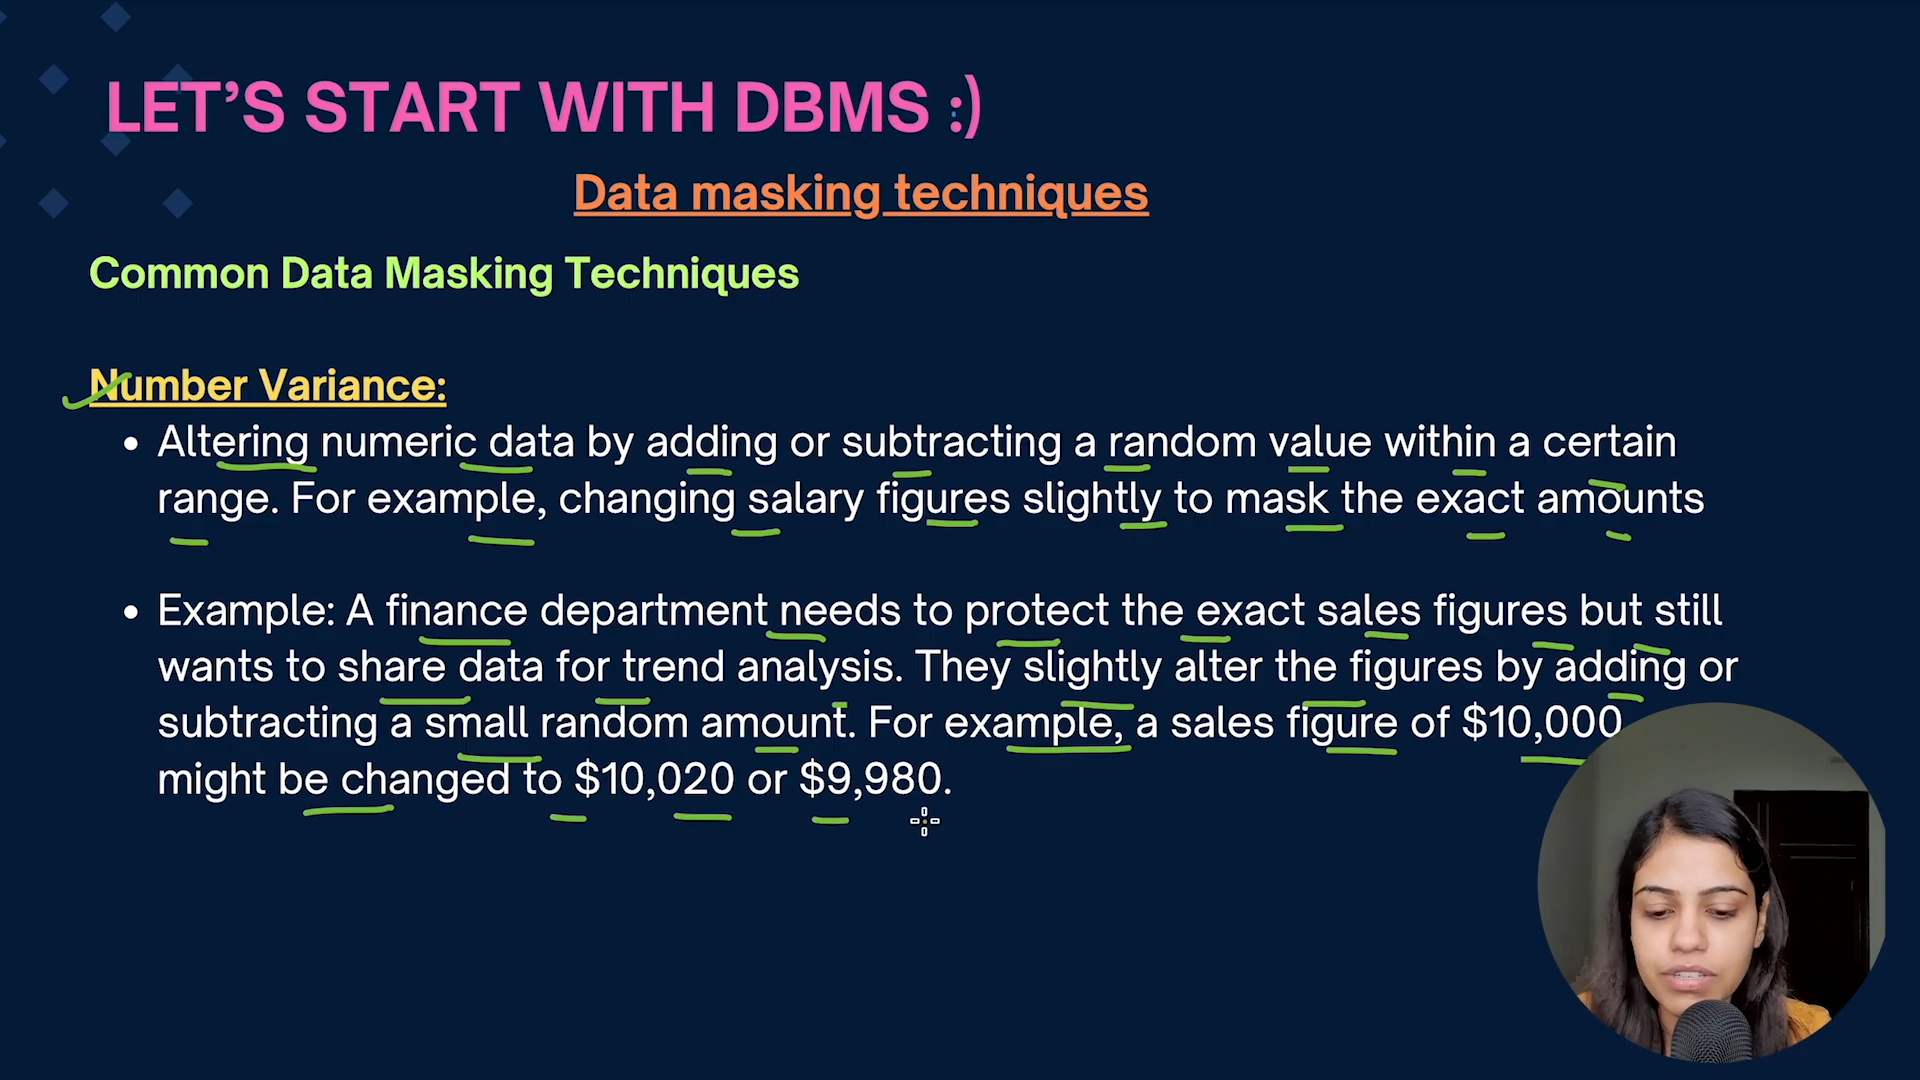 LET’S START WITH DBMS :)
Data masking techniques
Common Data Masking Techniques
Number Variance:
• Altering numeric data by adding or subtracting a random value within a certain
range. For example, changing salary figures slightly to mask the exact amounts
• Example: A finance department needs to protect the exact sales figures but still
wants to share data for trend analysis. They slightly alter the figures by adding or
subtracting a small random amount. For example, a sales figure of $10,000
might be changed to $10,020 or $9,980.